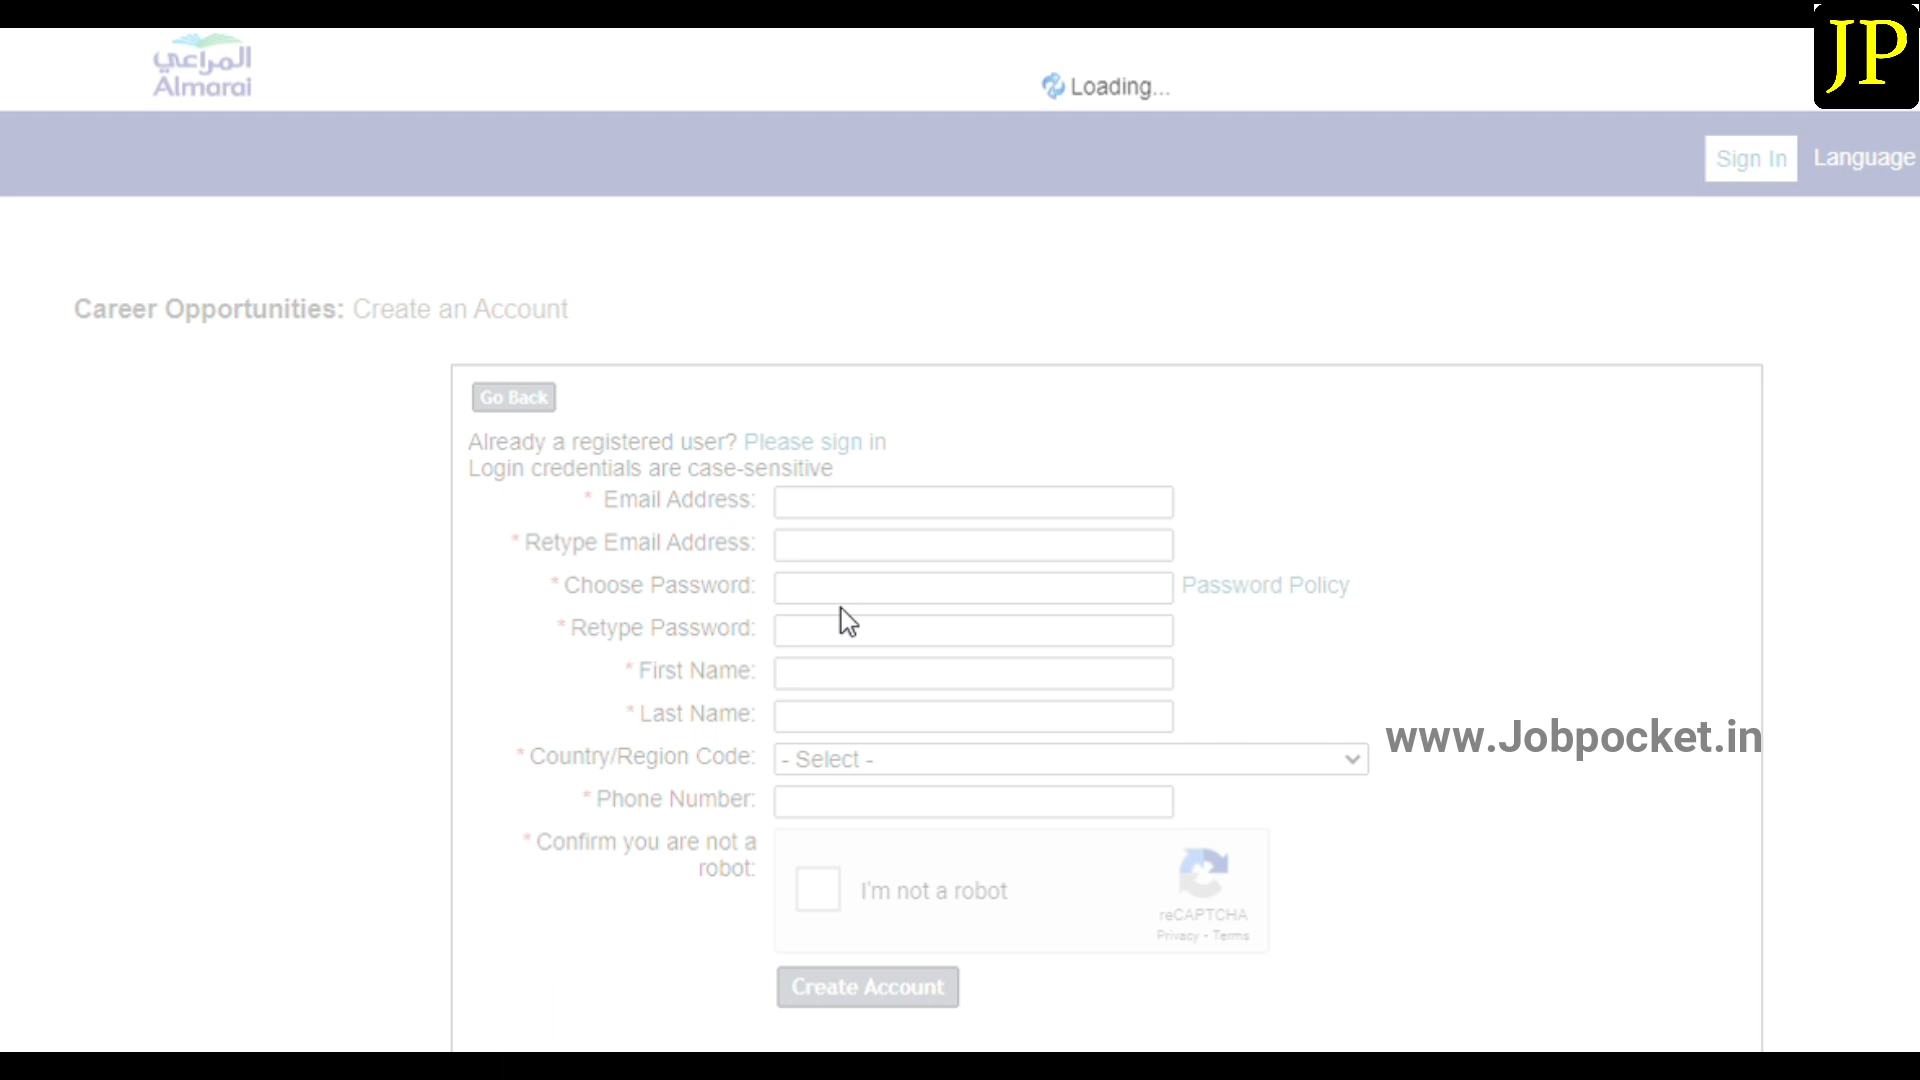 المراعي
Almarai
Loading...
JP
Sign In
Language
Career Opportunities: Create an Account
Go Back
Already a registered user? Please sign in
Login credentials are case-sensitive
* Email Address:
* Retype Email Address:
* Choose Password:
Password Policy
* Retype Password:
* First Name:
* Last Name:
www.Jobpocket.in
* Country/Region Code:
- Select -
* Phone Number:
* Confirm you are not a
robot:
I'm not a robot
reCAPTCHA
Privacy - Terms
Create Account